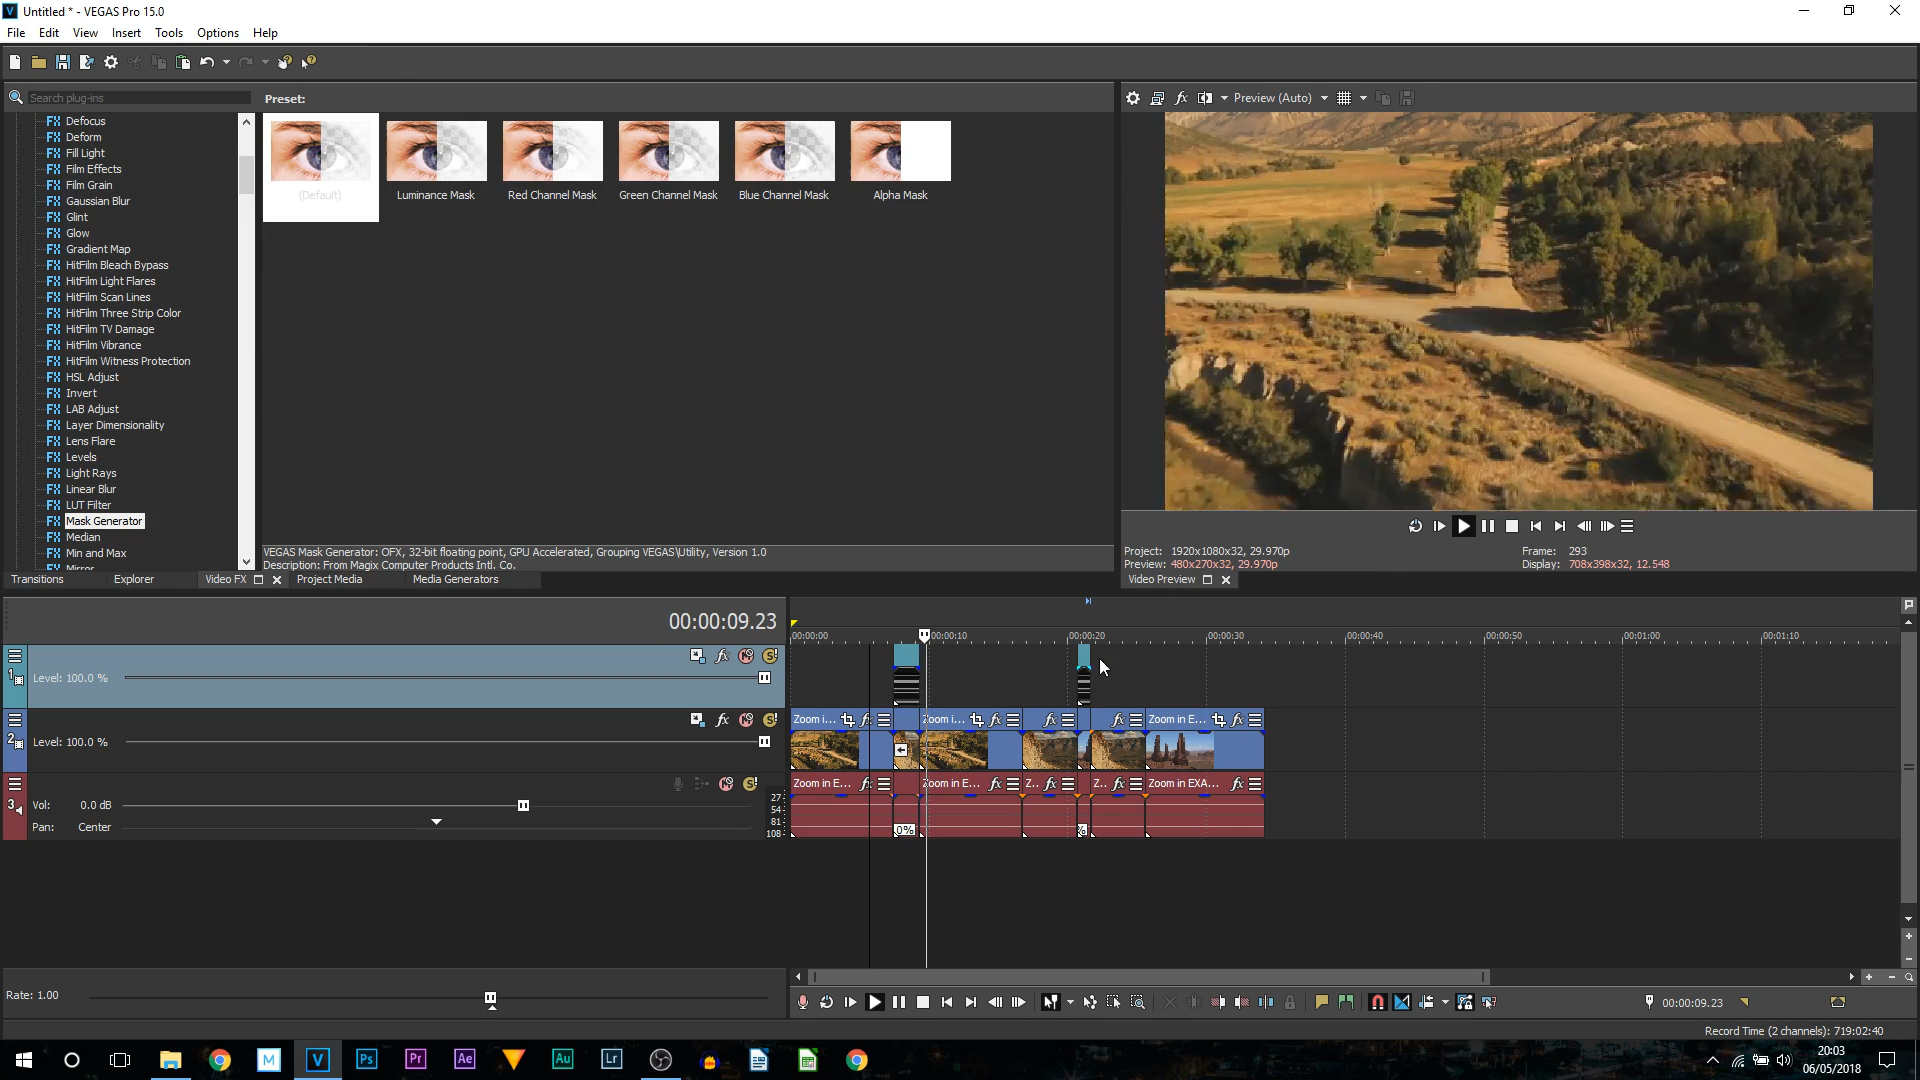 Untitled * - VEGAS Pro 15.0
File Edit View Insert Tools Options Help
Search plug-ins
Preset:
Preview (Auto)
Defocus
Deform
Fill Light
Film Effects
Film Grain
Gaussian Blur
Glint
Glow
Gradient Map
HitFilm Bleach Bypass
HitFilm Light Flares
HitFilm Scan Lines
HitFilm Three Strip Color
HitFilm TV Damage
HitFilm Vibrance
HitFilm Witness Protection
HSL Adjust
Invert
LAB Adjust
Layer Dimensionality
Lens Flare
Levels
Light Rays
Linear Blur
LUT Filter
Mask Generator
Median
Min and Max
Mirror
(Default) Luminance Mask Red Channel Mask Green Channel Mask Blue Channel Mask Alpha Mask
VEGAS Mask Generator: OFX, 32-bit floating point, GPU Accelerated, Grouping VEGAS\Utility, Version 1.0
Description: From Magix Computer Products Intl. Co.
Transitions Explorer Video FX Project Media Media Generators
Project: 1920x1080x32, 29.970p
Preview: 480x270x32, 29.970p
Frame: 293
Display: 708x398x32, 12.548
Video Preview
00:00:09.23
00:00:00 00:00:10 00:00:20 00:00:30 00:00:40 00:00:50 00:01:00 00:01:10
1 Level: 100.0 %
2 Level: 100.0 %
Zoom i... Zoom i... Zoom in E...
3 Vol: 0.0 dB
Pan: Center
27
54
81
108
Zoom in E... Zoom in E... Z... Z... Zoom in EXA...
0% %
Rate: 1.00
00:00:09.23
Record Time (2 channels): 719:02:40
M V Ps Pr Ae Au Lr
20:03
06/05/2018